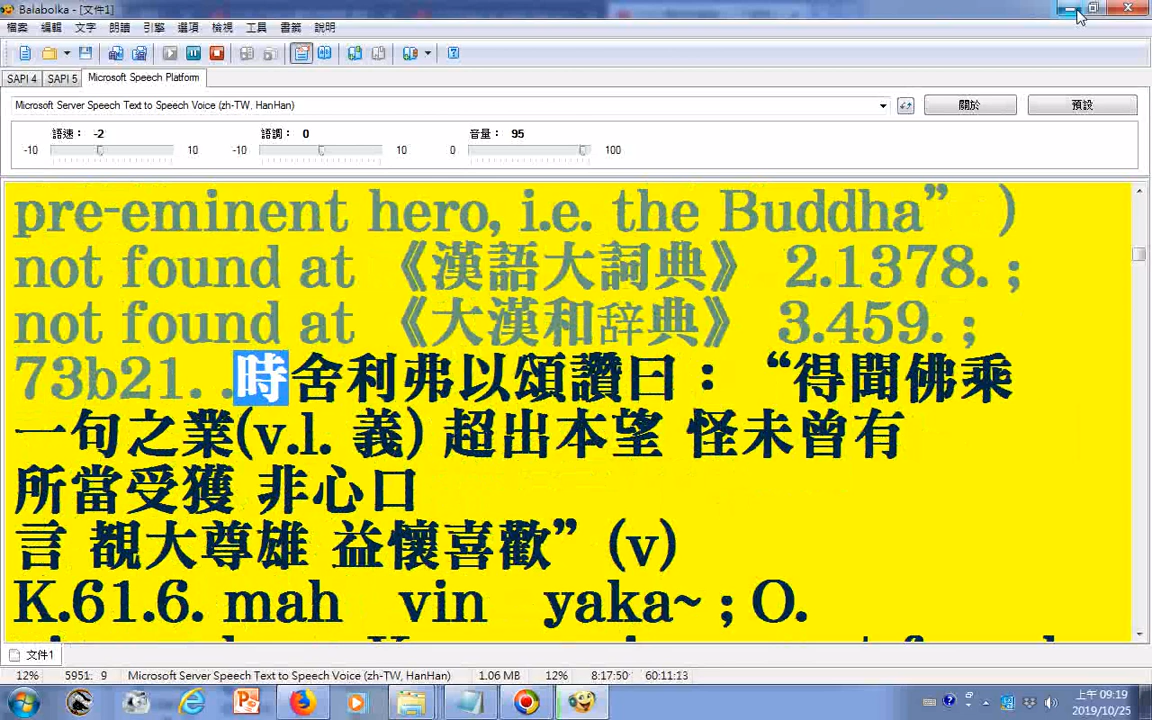 Balabolka - [文件1]
檔案 編輯 文字 朗讀 引擎 選項 檢視 工具 書籤 說明
SAPI 4 SAPI 5 Microsoft Speech Platform
Microsoft Server Speech Text to Speech Voice (zh-TW, HanHan) 關於 預設
語速： -2 語調： 0 音量： 95
-10 10 -10 10 0 100
pre-eminent hero, i.e. the Buddha” )
not found at 《漢語大詞典》 2.1378. ;
not found at 《大漢和辞典》 3.459. ;
73b21. .時舍利弗以頌讚曰：“得聞佛乘
一句之業(v.l. 義) 超出本望 怪未曾有
所當受獲 非心口
言 覩大尊雄 益懷喜歡”(v)
K.61.6. mah vin yaka~ ; O.
文件1
12% 5951: 9 Microsoft Server Speech Text to Speech Voice (zh-TW, HanHan) 1.06 MB 12% 8:17:50 60:11:13
上午 09:19
2019/10/25